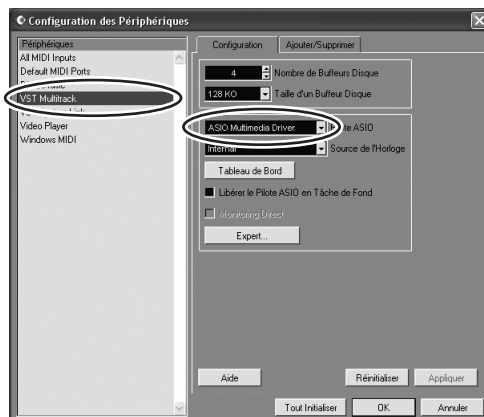 Configuration des Périphériques
Périphériques
All MIDI Inputs
Default MIDI Ports
VST Multitrack
Video Player
Windows MIDI
Configuration
Ajouter/Supprimer
4 Nombre de Buffeurs Disque
128 KO Taille d'un Buffeur Disque
ASIO Multimedia Driver ASIO
Internal Source de l'Horloge
Tableau de Bord
Libérer le Pilote ASIO en Tâche de Fond
Monitoring Direct
Expert...
Aide
Réinitialiser
Appliquer
Tout Initialiser
OK
Annuler